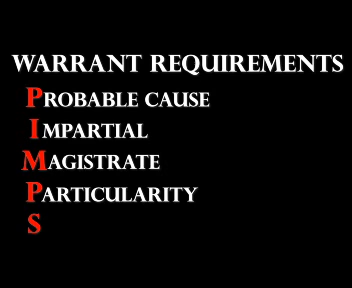 WARRANT REQUIREMENTS
PROBABLE CAUSE
IMPARTIAL
MAGISTRATE
PARTICULARITY
S